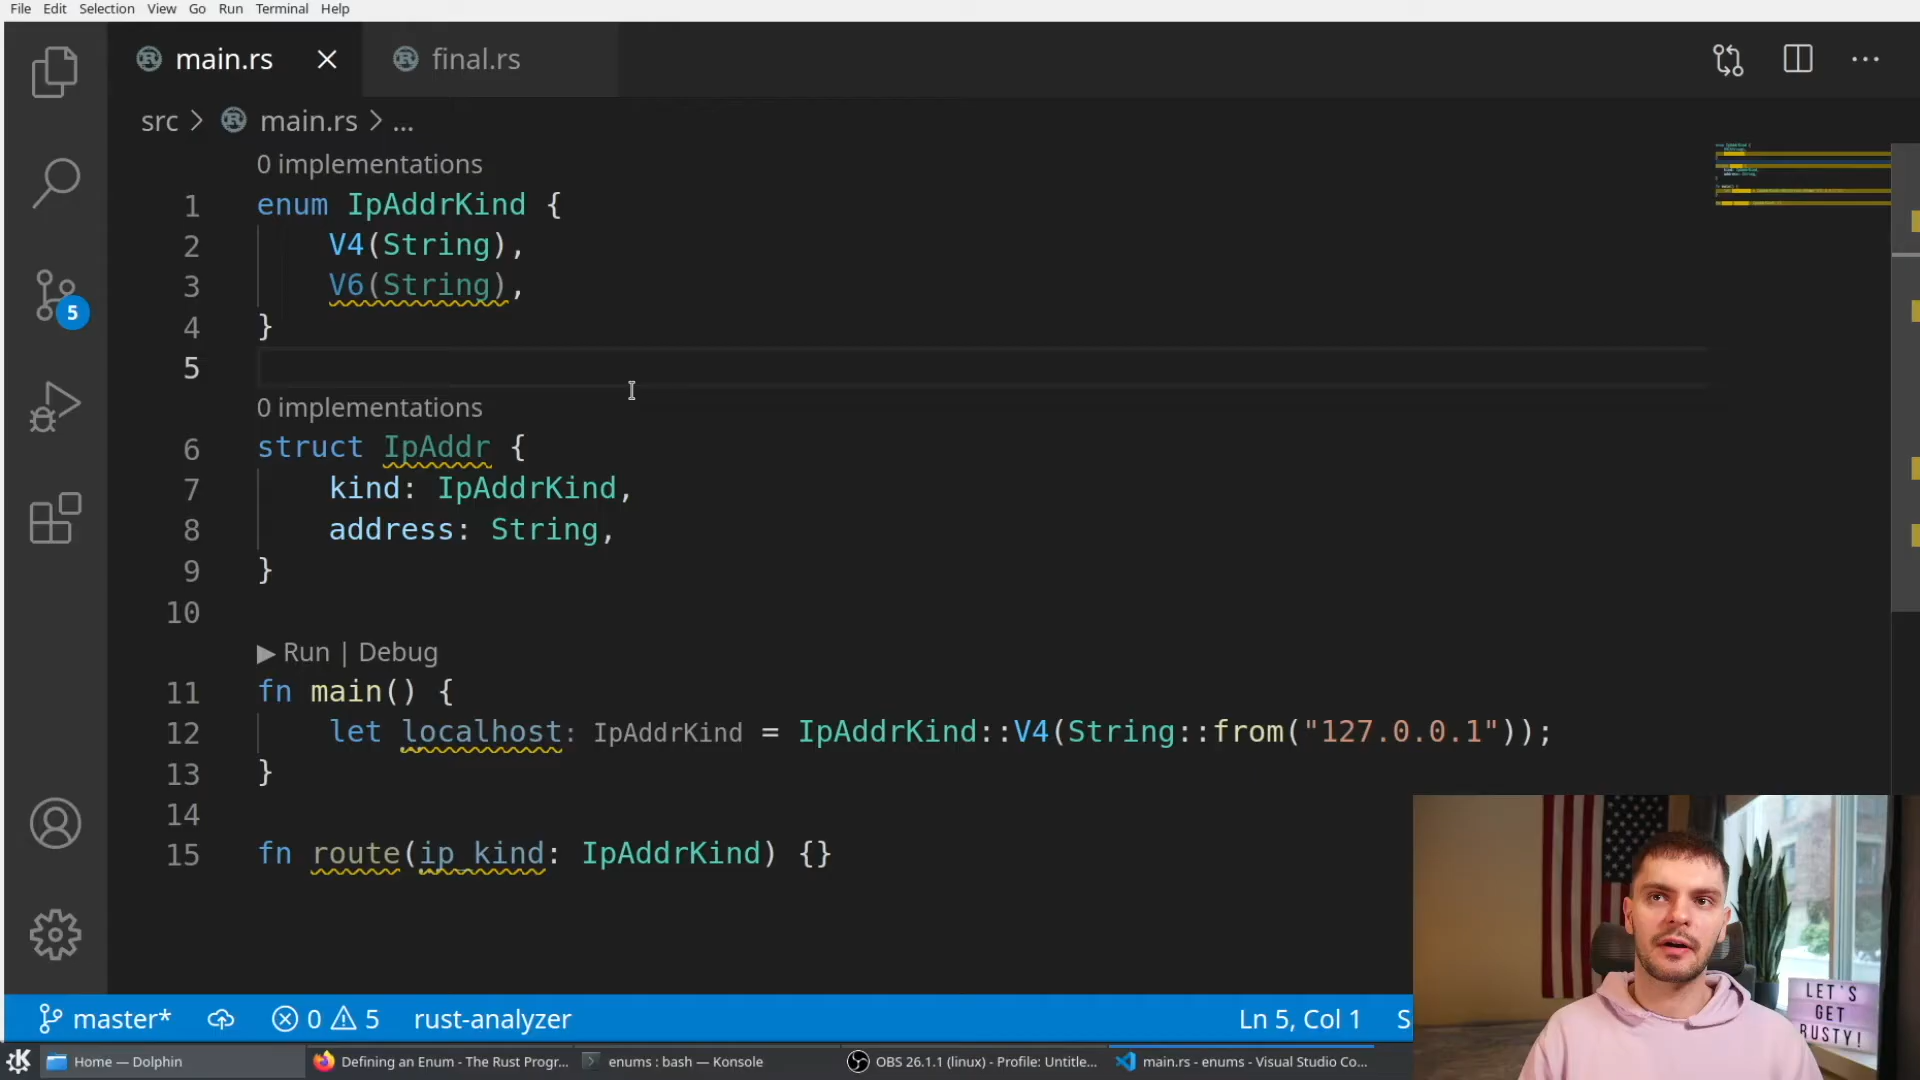 File Edit Selection View Go Run Terminal Help
main.rs
final.rs
src > main.rs > ...
0 implementations
1 enum IpAddrKind {
2 V4(String),
3 V6(String),
4 }
5
0 implementations
6 struct IpAddr {
7 kind: IpAddrKind,
8 address: String,
9 }
10
▶ Run | Debug
11 fn main() {
12 let localhost: IpAddrKind = IpAddrKind::V4(String::from("127.0.0.1"));
13 }
14
15 fn route(ip_kind: IpAddrKind) {}
5
LET'S
GET
RUSTY!
master* 0 5 rust-analyzer Ln 5, Col 1 S
Home — Dolphin
Defining an Enum - The Rust Progr...
enums : bash — Konsole
OBS 26.1.1 (linux) - Profile: Untitle...
main.rs - enums - Visual Studio Co...